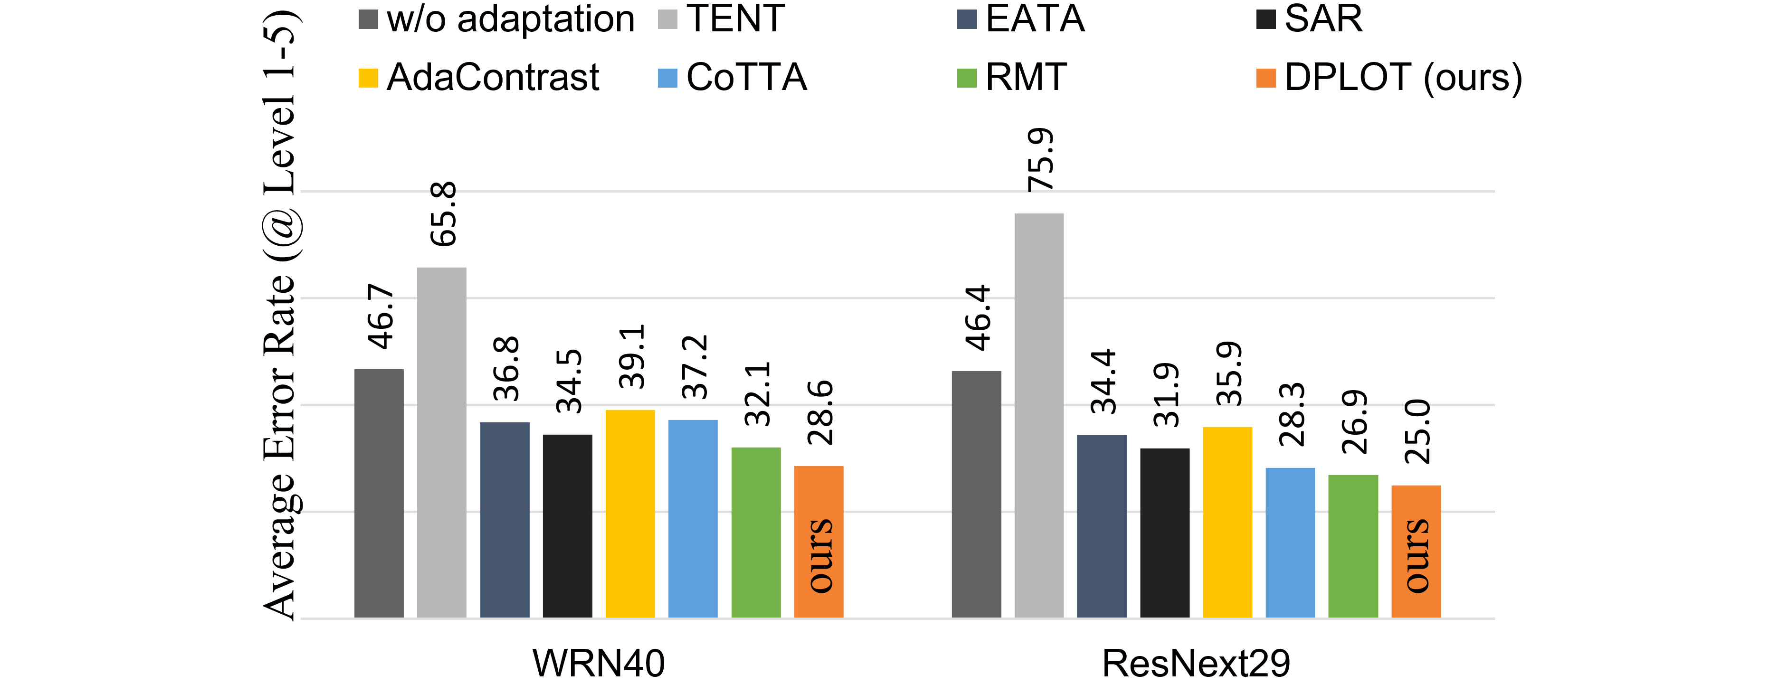 w/o adaptation TENT EATA SAR
AdaContrast CoTTA RMT DPLOT (ours)
Average Error Rate (@ Level 1-5)
46.7
65.8
36.8
34.5
39.1
37.2
32.1
28.6
ours
46.4
75.9
34.4
31.9
35.9
28.3
26.9
25.0
ours
WRN40 ResNext29